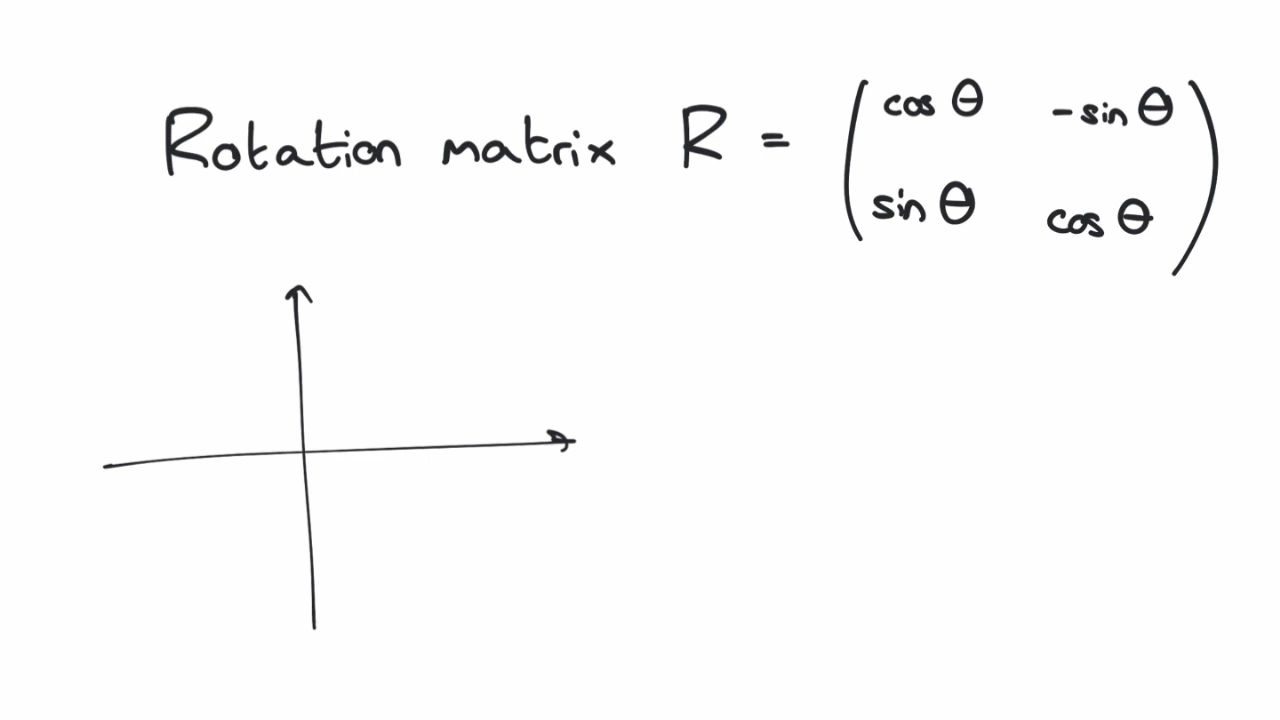 Rotation matrix R = ( cos θ -sin θ
sin θ cos θ )